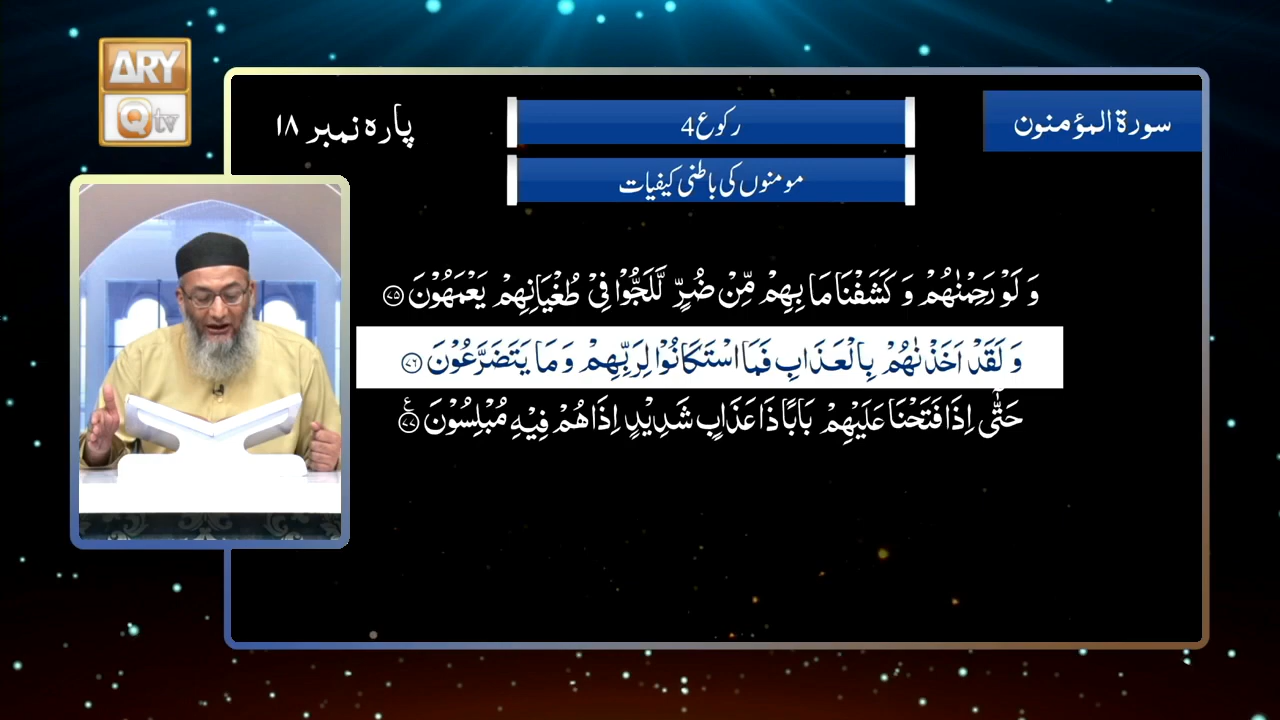 ARY
Qtv
سورۃ المؤمنون
رکوع 4
پارہ نمبر ۱۸
مومنوں کی باطنی کیفیات
وَ لَوْ رَحِمْنٰهُمْ وَ كَشَفْنَا مَا بِهِمْ مِّنْ ضُرٍّ لَّلَجُّوْا فِیْ طُغْیَانِهِمْ یَعْمَهُوْنَ ﴿۷۵﴾
وَ لَقَدْ اَخَذْنٰهُمْ بِالْعَذَابِ فَمَا اسْتَكَانُوْا لِرَبِّهِمْ وَ مَا یَتَضَرَّعُوْنَ ﴿۷۶﴾
حَتّٰۤی اِذَا فَتَحْنَا عَلَیْهِمْ بَابًا ذَا عَذَابٍ شَدِیْدٍ اِذَا هُمْ فِیْهِ مُبْلِسُوْنَ ﴿۷۷﴾ ع